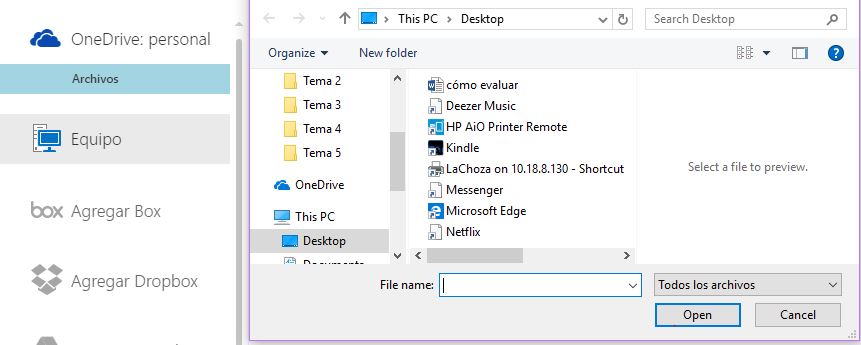 OneDrive: personal
Archivos
Equipo
box Agregar Box
Agregar Dropbox
This PC > Desktop
Search Desktop
Organize
New folder
Tema 2
Tema 3
Tema 4
Tema 5
OneDrive
This PC
Desktop
Documents
cómo evaluar
Deezer Music
HP AiO Printer Remote
Kindle
LaChoza on 10.18.8.130 - Shortcut
Messenger
Microsoft Edge
Netflix
Select a file to preview.
File name:
Todos los archivos
Open
Cancel